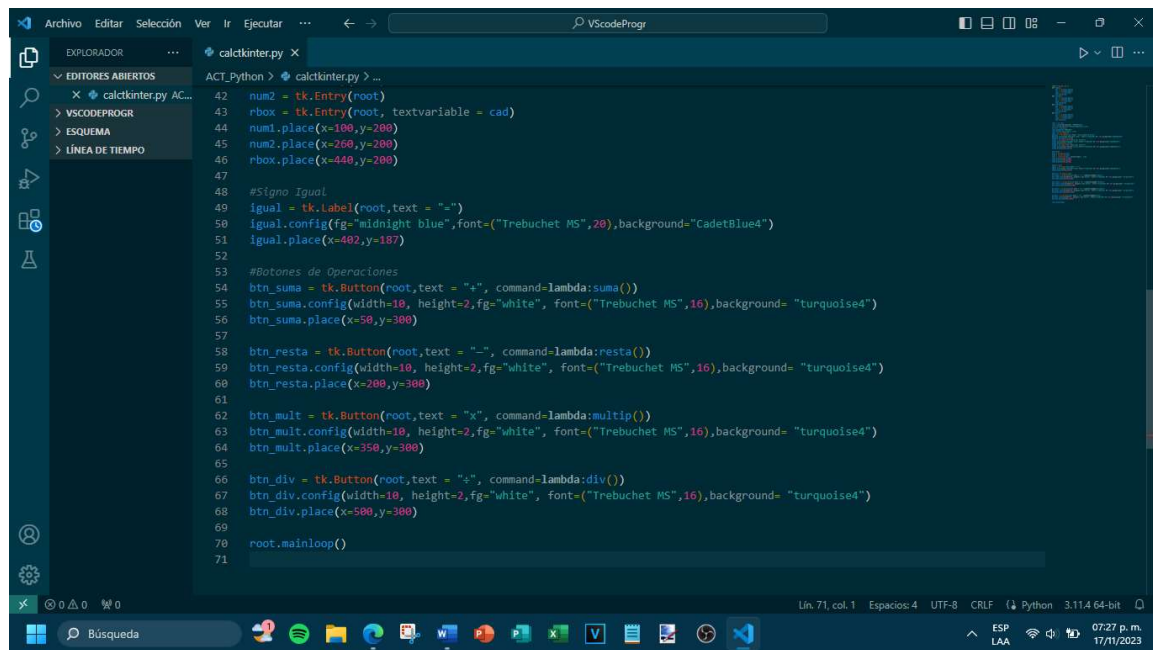 Archivo Editar Selección Ver Ir Ejecutar ··· VScodeProgr
EXPLORADOR ···
EDITORES ABIERTOS
calctkinter.py AC...
VSCODEPROGR
ESQUEMA
LÍNEA DE TIEMPO
calctkinter.py
ACT_Python > calctkinter.py > ...
42 num2 = tk.Entry(root)
43 rbox = tk.Entry(root, textvariable = cad)
44 num1.place(x=100,y=200)
45 num2.place(x=260,y=200)
46 rbox.place(x=440,y=200)
47
48 #Signo Igual
49 igual = tk.Label(root,text = "=")
50 igual.config(fg="midnight blue",font=("Trebuchet MS",20),background="CadetBlue4")
51 igual.place(x=402,y=187)
52
53 #Botones de Operaciones
54 btn_suma = tk.Button(root,text = "+", command=lambda:suma())
55 btn_suma.config(width=10, height=2,fg="white", font=("Trebuchet MS",16),background= "turquoise4")
56 btn_suma.place(x=50,y=300)
57
58 btn_resta = tk.Button(root,text = "—", command=lambda:resta())
59 btn_resta.config(width=10, height=2,fg="white", font=("Trebuchet MS",16),background= "turquoise4")
60 btn_resta.place(x=200,y=300)
61
62 btn_mult = tk.Button(root,text = "x", command=lambda:multip())
63 btn_mult.config(width=10, height=2,fg="white", font=("Trebuchet MS",16),background= "turquoise4")
64 btn_mult.place(x=350,y=300)
65
66 btn_div = tk.Button(root,text = "÷", command=lambda:div())
67 btn_div.config(width=10, height=2,fg="white", font=("Trebuchet MS",16),background= "turquoise4")
68 btn_div.place(x=500,y=300)
69
70 root.mainloop()
71
0 0 0 Lín. 71, col. 1 Espacios: 4 UTF-8 CRLF Python 3.11.4 64-bit
Búsqueda 1 ESP LAA 07:27 p. m.
17/11/2023